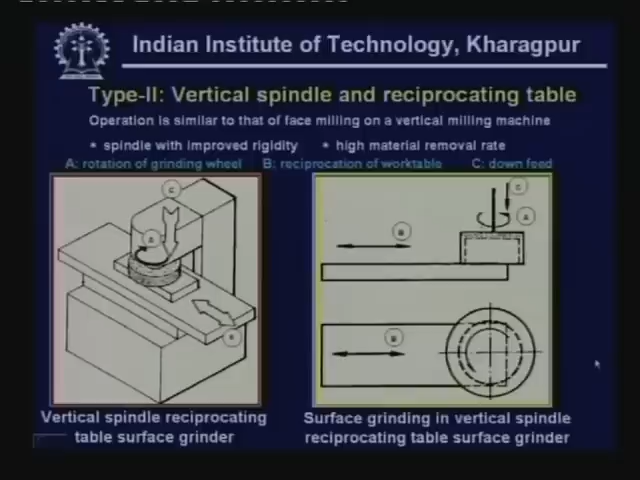 Indian Institute of Technology, Kharagpur
Type-II: Vertical spindle and reciprocating table
Operation is similar to that of face milling on a vertical milling machine
* spindle with improved rigidity * high material removal rate
A: rotation of grinding wheel B: reciprocation of worktable C: down feed
C
A
B
C
A
B
B
Vertical spindle reciprocating
table surface grinder
Surface grinding in vertical spindle
reciprocating table surface grinder